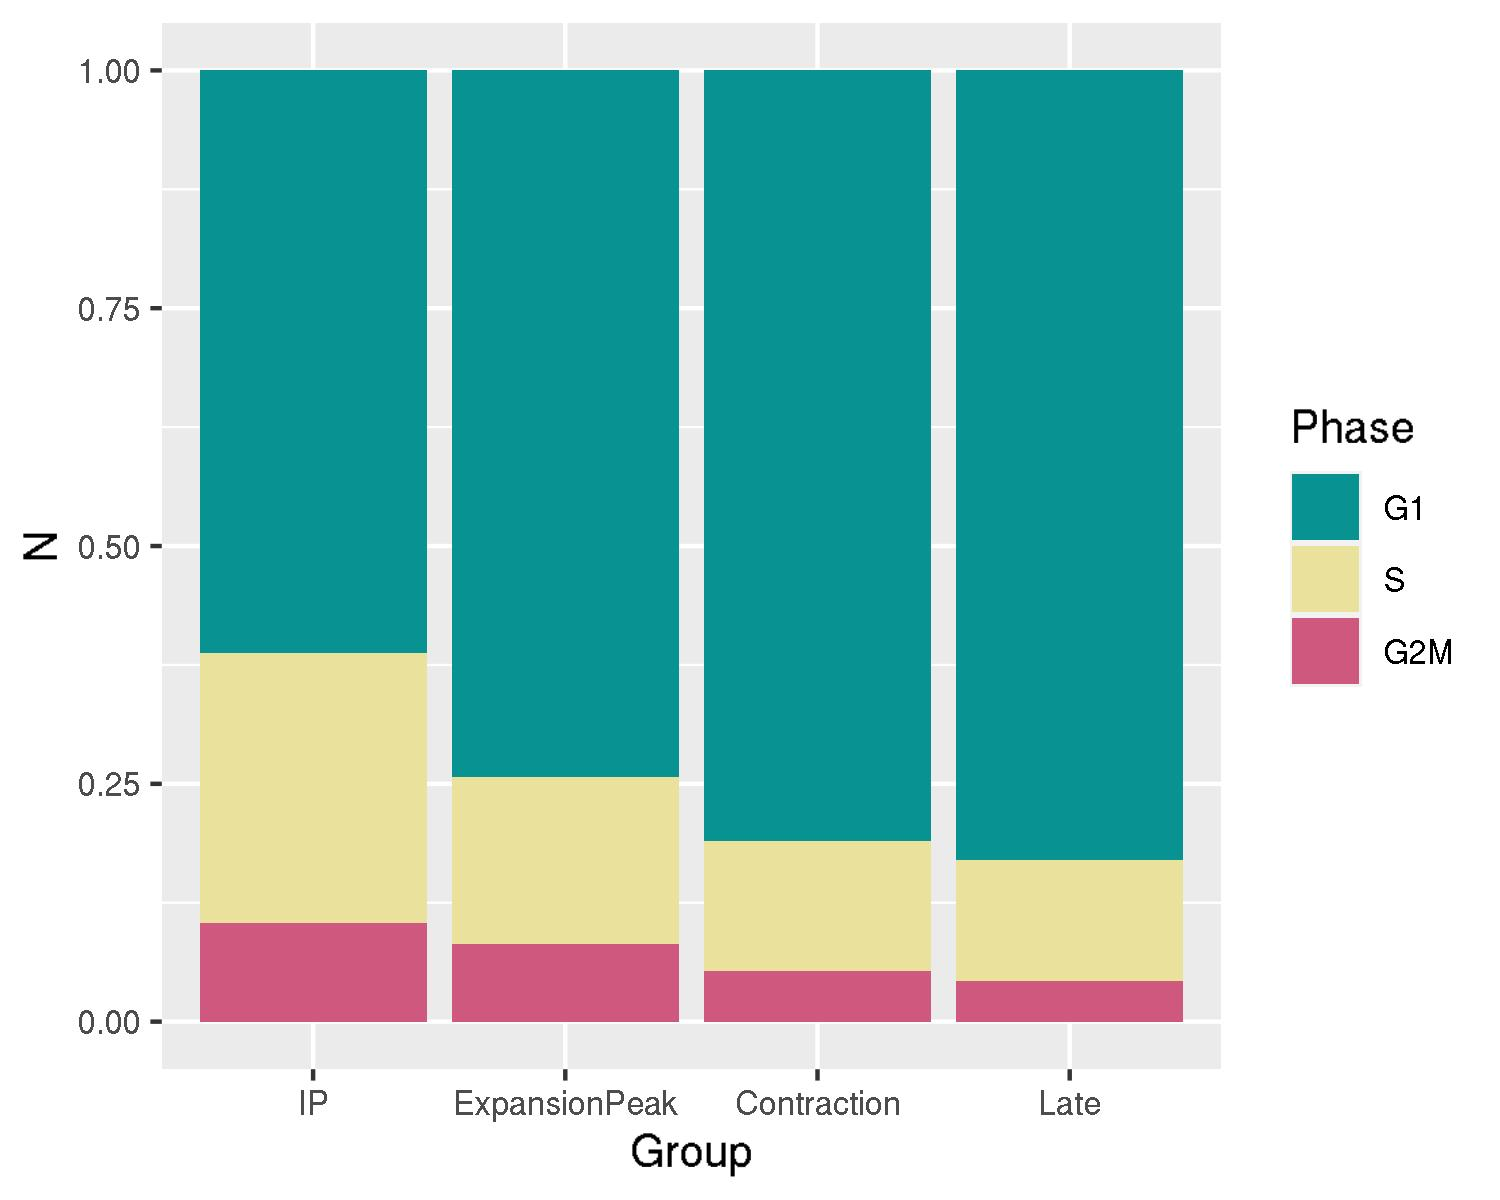 1.00
0.75
0.50
0.25
0.00
N
IP ExpansionPeak Contraction Late
Group
Phase
G1
S
G2M